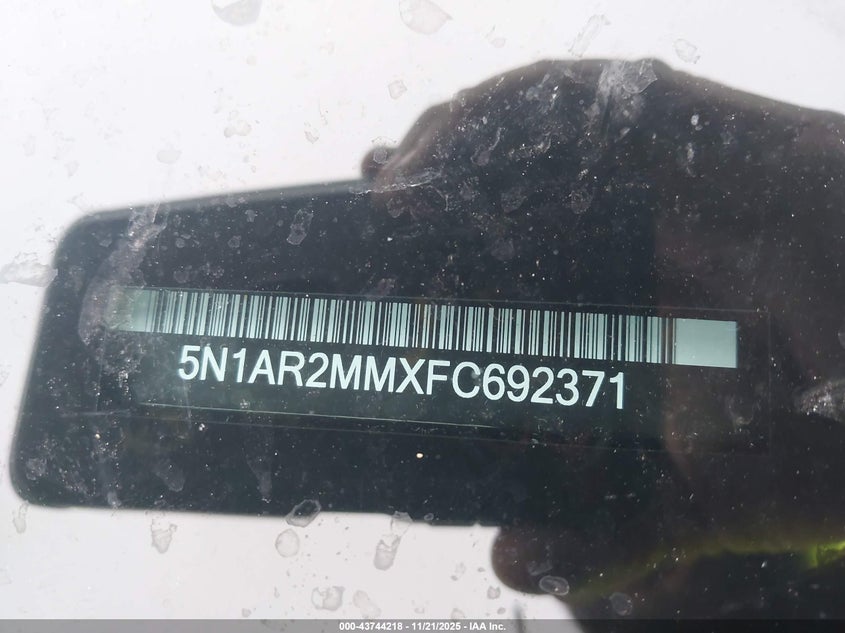 5N1AR2MMXFC692371
000-43744218 - 11/21/2025 - IAA Inc.